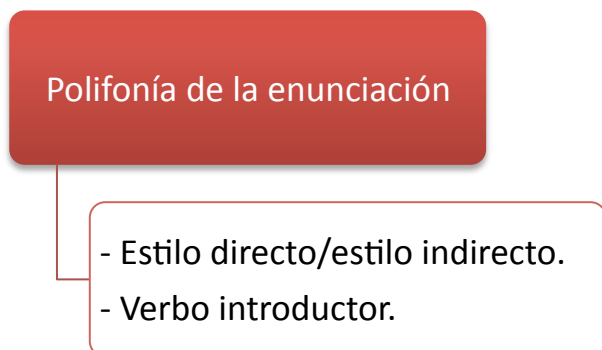 Polifonía de la enunciación
- Estilo directo/estilo indirecto.
- Verbo introductor.